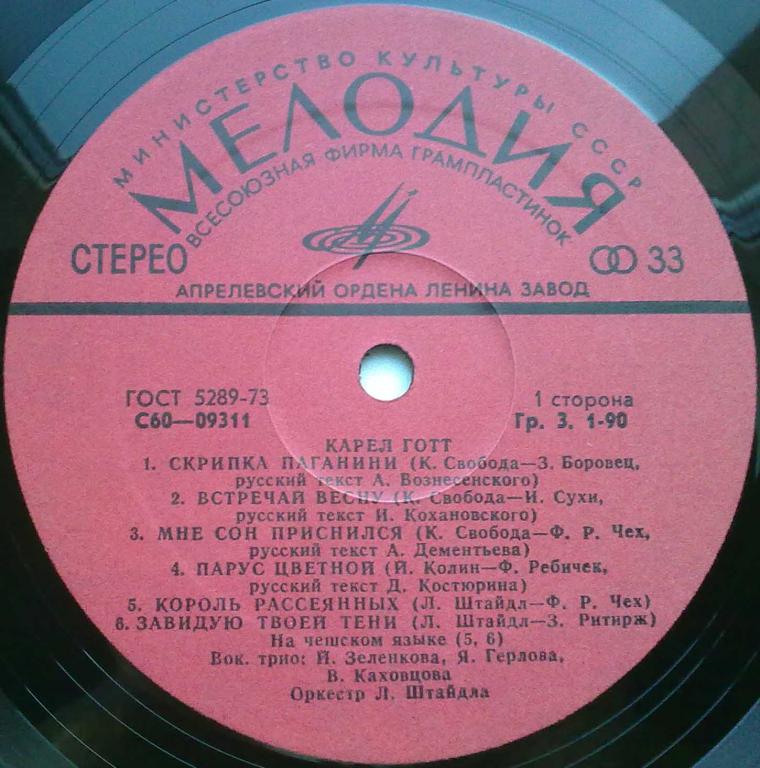 МИНИСТЕРСТВО КУЛЬТУРЫ СССР
МЕЛОДИЯ
ВСЕСОЮЗНАЯ ФИРМА ГРАМПЛАСТИНОК
СТЕРЕО 33
АПРЕЛЕВСКИЙ ОРДЕНА ЛЕНИНА ЗАВОД
ГОСТ 5289-73 1 сторона
С60—09311 Гр. 3. 1-90
КАРЕЛ ГОТТ
1. СКРИПКА ПАГАНИНИ (К. Свобода—З. Боровец,
русский текст А. Вознесенского)
2. ВСТРЕЧАЙ ВЕСНУ (К. Свобода—И. Сухи,
русский текст И. Кохановского)
3. МНЕ СОН ПРИСНИЛСЯ (К. Свобода—Ф. Р. Чех,
русский текст А. Дементьева)
4. ПАРУС ЦВЕТНОЙ (Й. Колин—Ф. Ребичек,
русский текст Д. Костюрина)
5. КОРОЛЬ РАССЕЯННЫХ (Л. Штайдл—Ф. Р. Чех)
6. ЗАВИДУЮ ТВОЕЙ ТЕНИ (Л. Штайдл—З. Ритирж)
На чешском языке (5, 6)
Вок. трио: Й. Зеленкова, Я. Герлова,
В. Каховцова
Оркестр Л. Штайдла